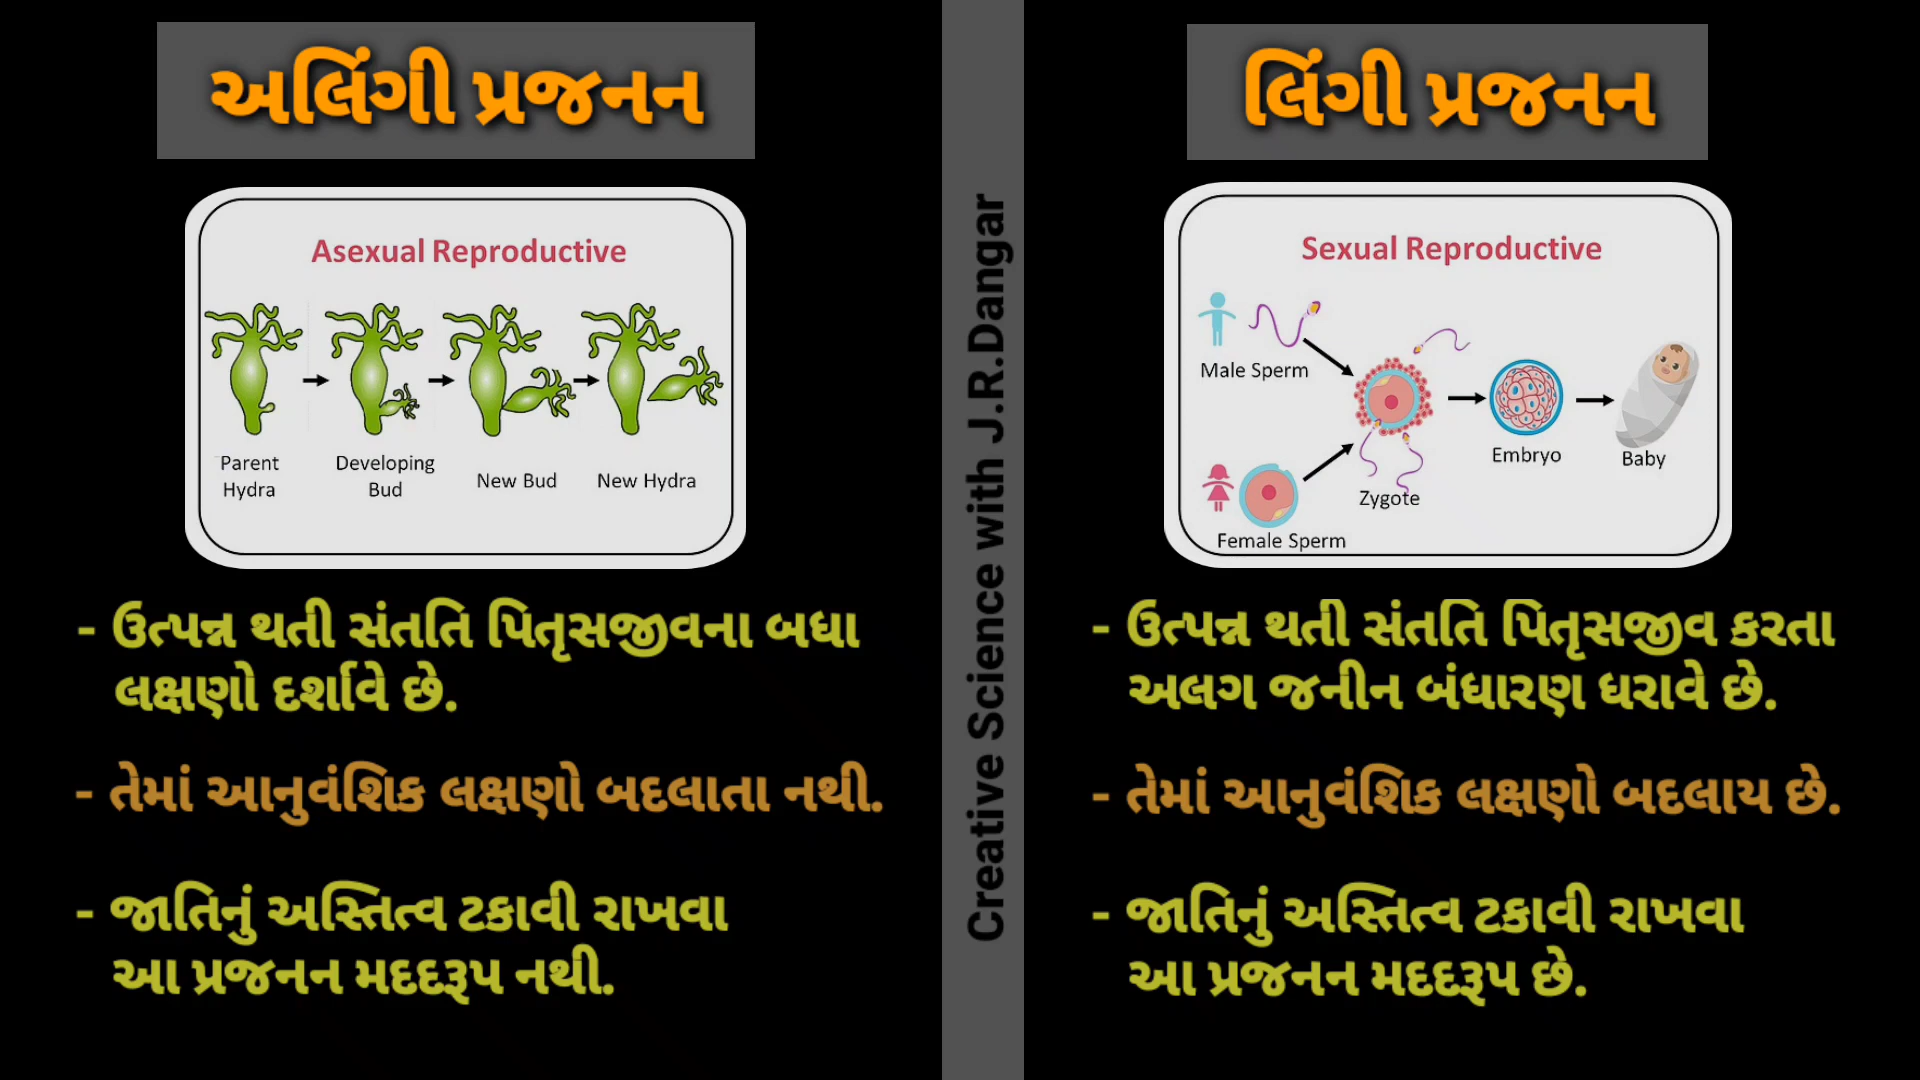 અલિંગી પ્રજનન
Asexual Reproductive
Parent
Hydra
Developing
Bud
New Bud
New Hydra
- ઉત્પન્ન થતી સંતતિ પિતૃસજીવના બધા
લક્ષણો દર્શાવે છે.
- તેમાં આનુવંશિક લક્ષણો બદલાતા નથી.
- જાતિનું અસ્તિત્વ ટકાવી રાખવા
આ પ્રજનન મદદરૂપ નથી.
Creative Science with J.R.Dangar
લિંગી પ્રજનન
Sexual Reproductive
Male Sperm
Female Sperm
Zygote
Embryo
Baby
- ઉત્પન્ન થતી સંતતિ પિતૃસજીવ કરતા
અલગ જનીન બંધારણ ધરાવે છે.
- તેમાં આનુવંશિક લક્ષણો બદલાય છે.
- જાતિનું અસ્તિત્વ ટકાવી રાખવા
આ પ્રજનન મદદરૂપ છે.